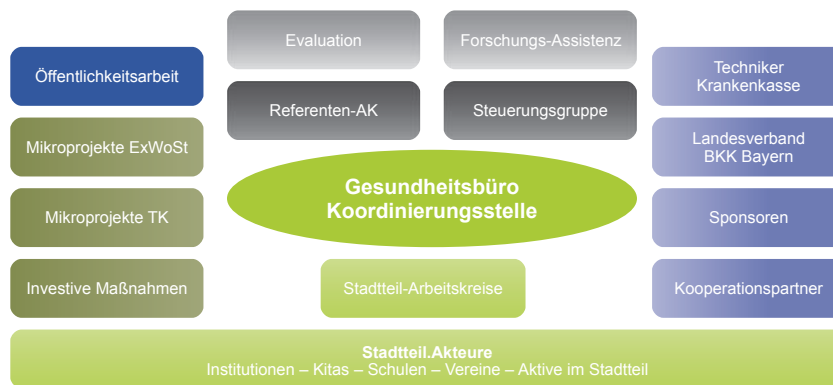 Evaluation
Forschungs-Assistenz
Öffentlichkeitsarbeit
Techniker
Krankenkasse
Referenten-AK
Steuerungsgruppe
Mikroprojekte ExWoSt
Landesverband
BKK Bayern
Gesundheitsbüro
Koordinierungsstelle
Mikroprojekte TK
Sponsoren
Investive Maßnahmen
Stadtteil-Arbeitskreise
Kooperationspartner
Stadtteil.Akteure
Institutionen – Kitas – Schulen – Vereine – Aktive im Stadtteil